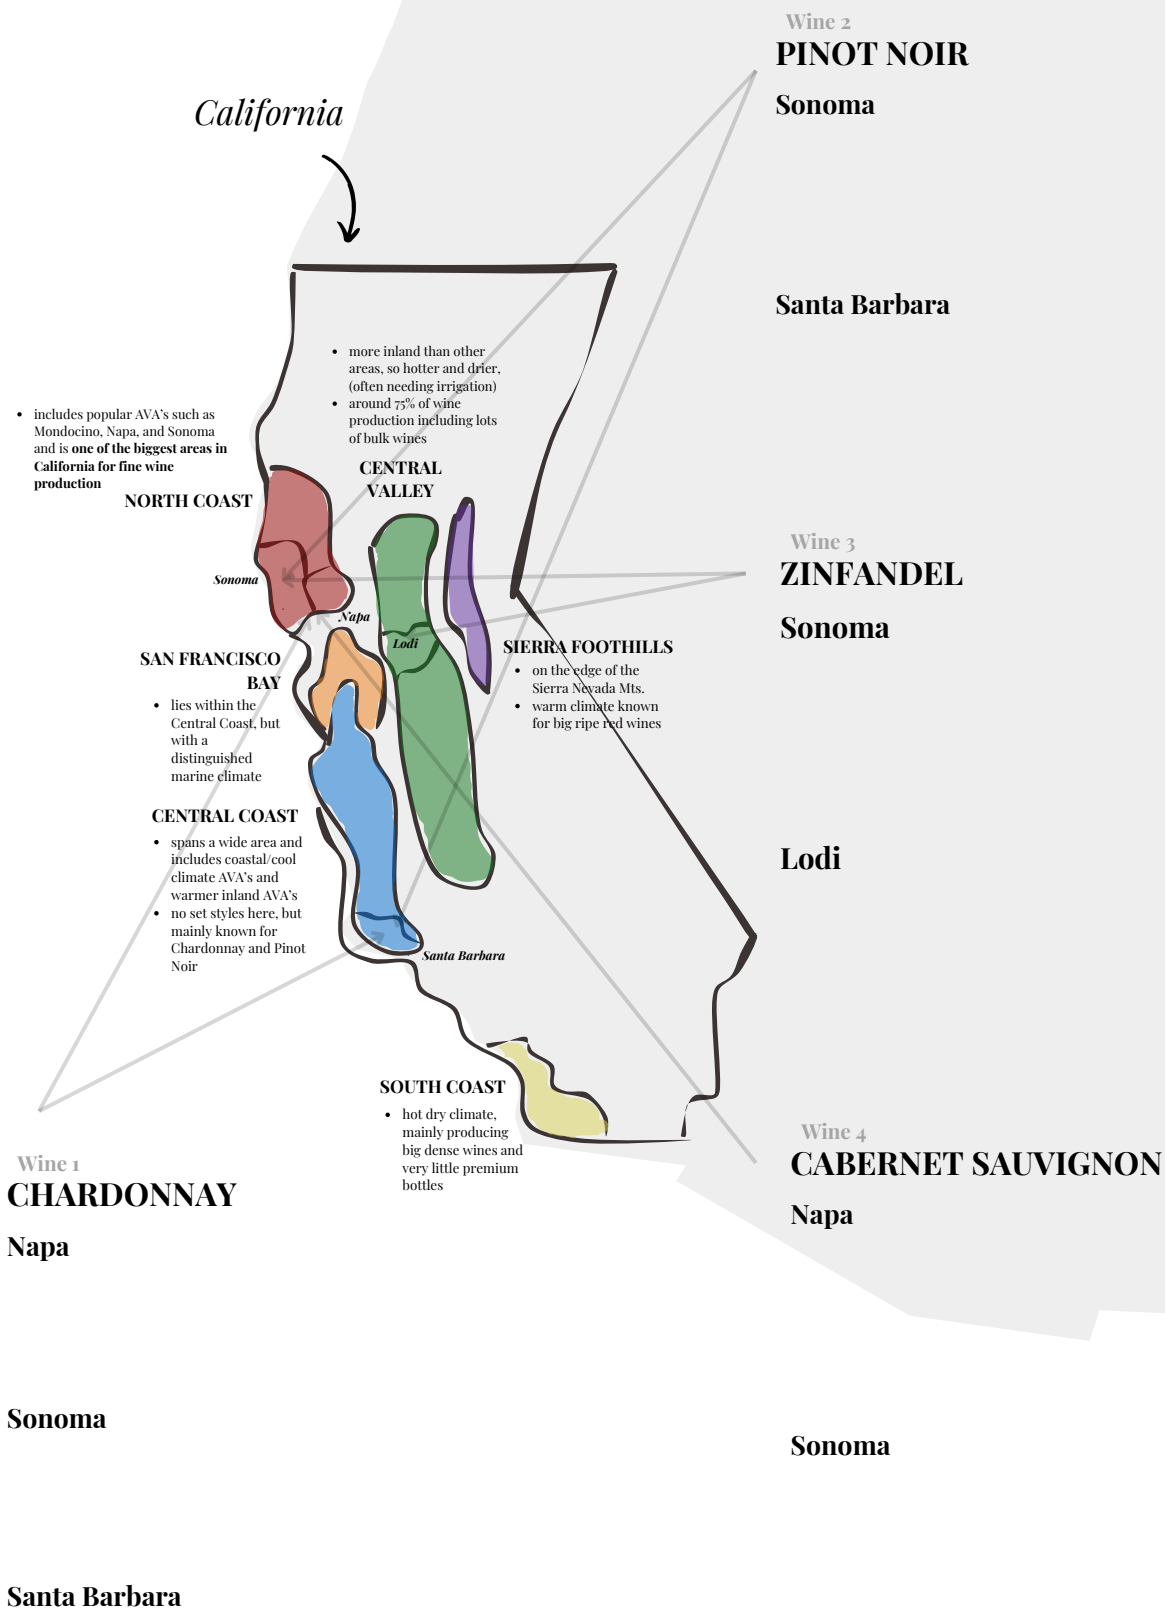 Wine 2
PINOT NOIR
Sonoma
California
Santa Barbara
• more inland than other
areas, so hotter and drier,
(often needing irrigation)
• around 75% of wine
production including lots
of bulk wines
CENTRAL
VALLEY
• includes popular AVA's such as
Mondocino, Napa, and Sonoma
and is one of the biggest areas in
California for fine wine
production
NORTH COAST
Wine 3
ZINFANDEL
Sonoma
Sonoma
Napa
Lodi
SIERRA FOOTHILLS
• on the edge of the
Sierra Nevada Mts.
• warm climate known
for big ripe red wines
SAN FRANCISCO
BAY
• lies within the
Central Coast, but
with a
distinguished
marine climate
CENTRAL COAST
• spans a wide area and
includes coastal/cool
climate AVA's and
warmer inland AVA's
• no set styles here, but
mainly known for
Chardonnay and Pinot
Noir
Lodi
Santa Barbara
SOUTH COAST
• hot dry climate,
mainly producing
big dense wines and
very little premium
bottles
Wine 1
CHARDONNAY
Napa
Sonoma
Santa Barbara
Wine 4
CABERNET SAUVIGNON
Napa
Sonoma